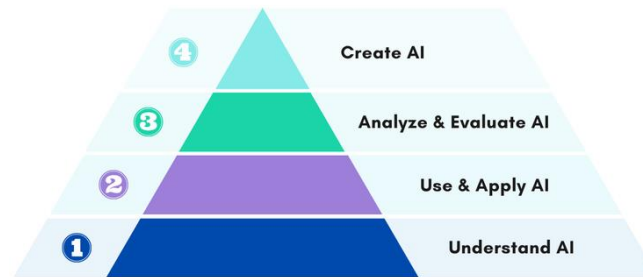 4 Create AI
3 Analyze & Evaluate AI
2 Use & Apply AI
1 Understand AI